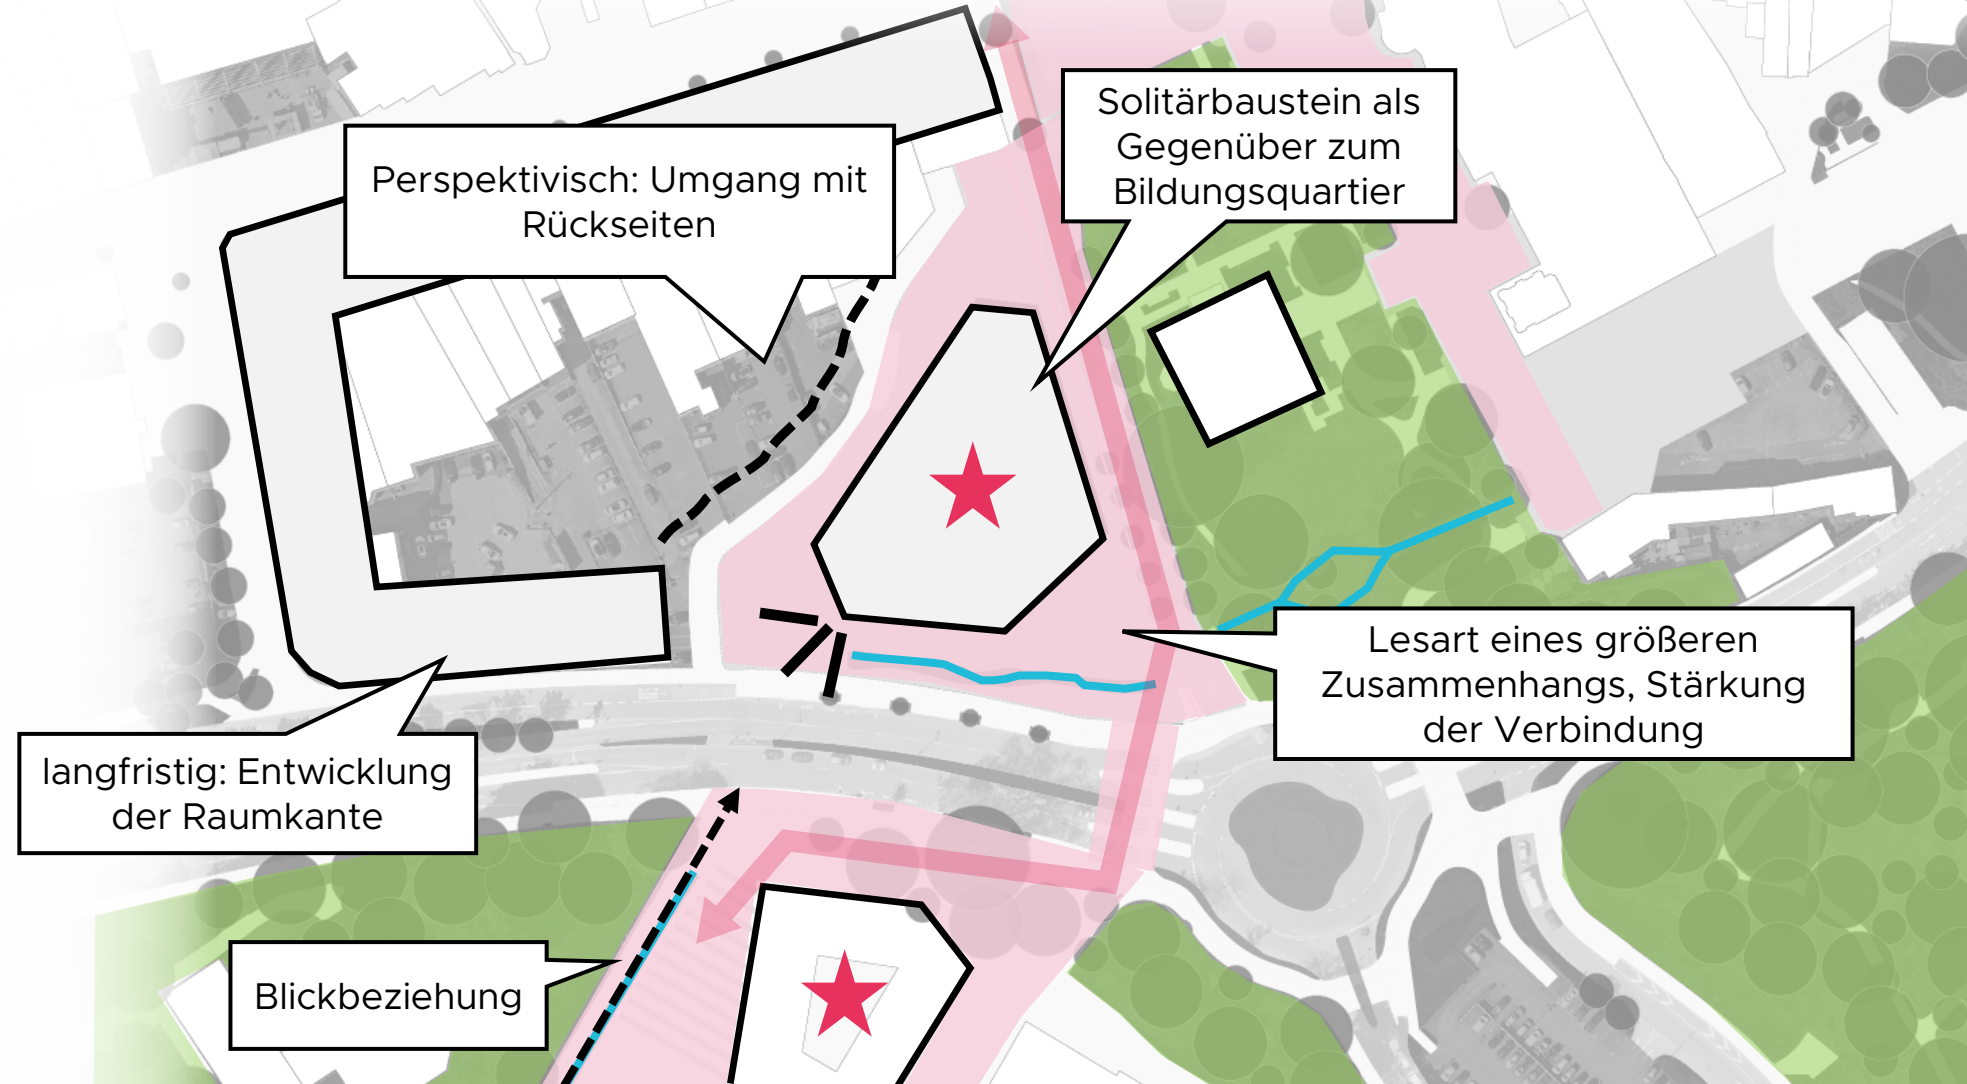 Solitärbaustein als
Gegenüber zum
Bildungsquartier
Perspektivisch: Umgang mit
Rückseiten
Lesart eines größeren
Zusammenhangs, Stärkung
der Verbindung
langfristig: Entwicklung
der Raumkante
Blickbeziehung